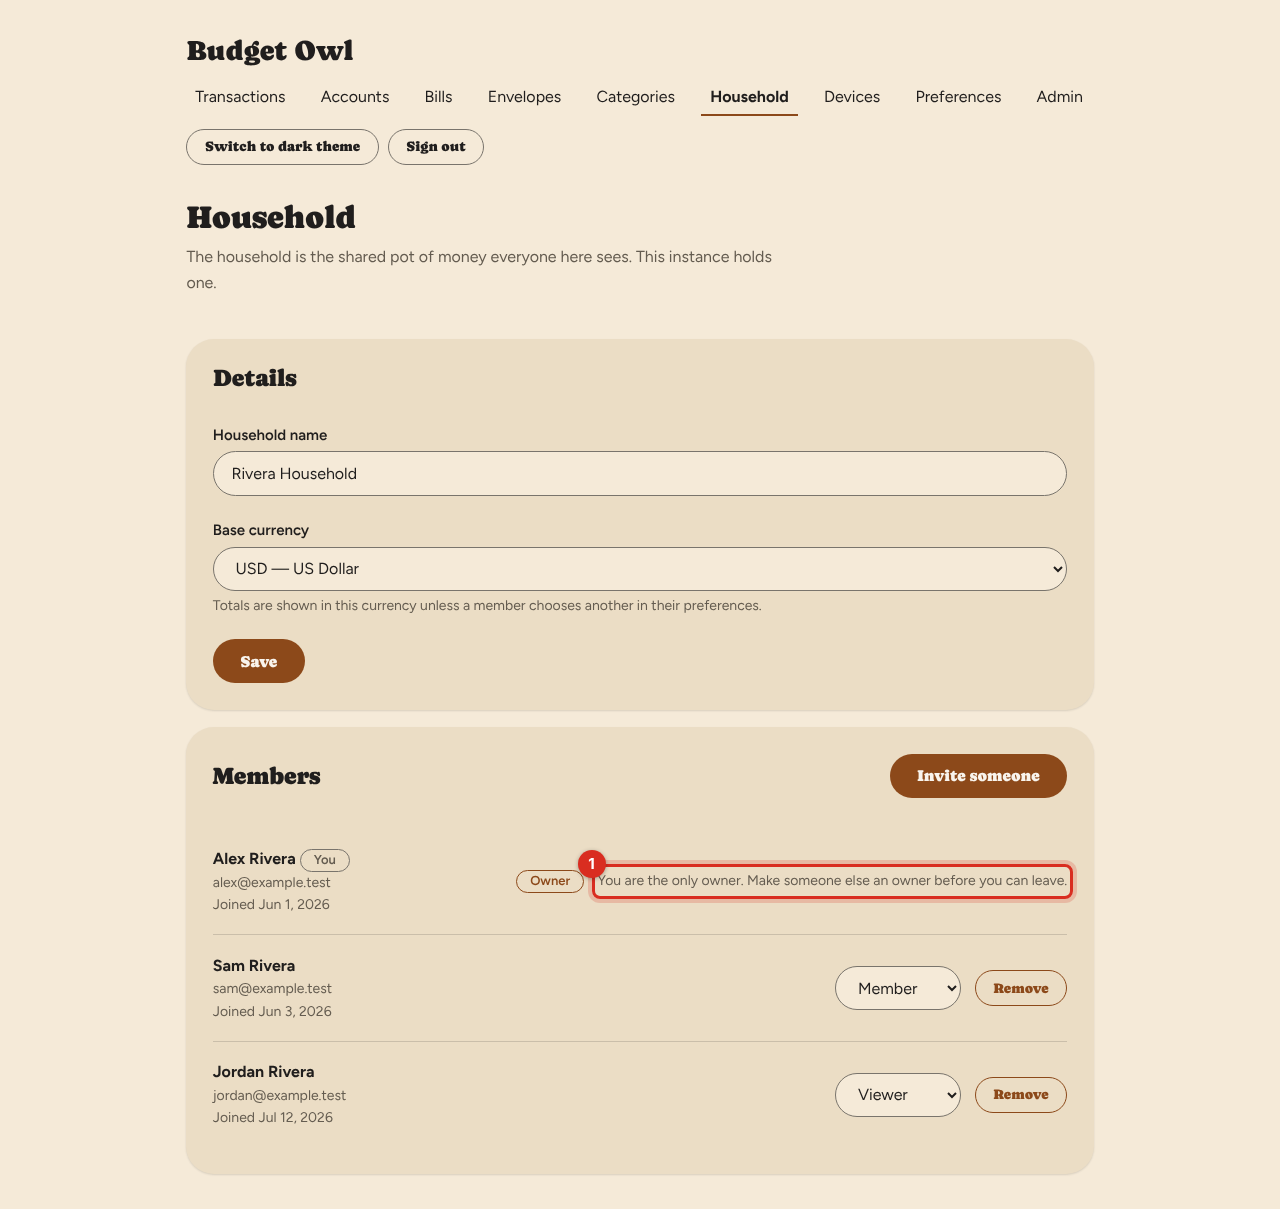 Budget Owl
Transactions Accounts Bills Envelopes Categories Household Devices Preferences Admin
Switch to dark theme Sign out
Household
The household is the shared pot of money everyone here sees. This instance holds
one.
Details
Household name
Rivera Household
Base currency
USD — US Dollar
Totals are shown in this currency unless a member chooses another in their preferences.
Save
Members Invite someone
Alex Rivera You
alex@example.test
Joined Jun 1, 2026
Owner 1 You are the only owner. Make someone else an owner before you can leave.
Sam Rivera
sam@example.test
Joined Jun 3, 2026
Member Remove
Jordan Rivera
jordan@example.test
Joined Jul 12, 2026
Viewer Remove